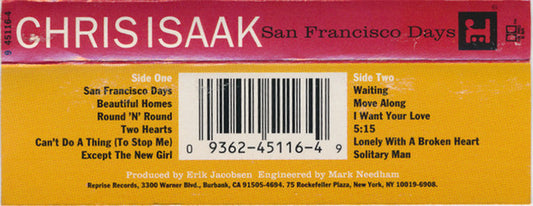 9 45116-4
CHRIS ISAAK San Francisco Days
Side One
San Francisco Days
Beautiful Homes
Round 'N' Round
Two Hearts
Can't Do A Thing (To Stop Me)
Except The New Girl
0 9362-45116-4 9
Side Two
Waiting
Move Along
I Want Your Love
5:15
Lonely With A Broken Heart
Solitary Man
Produced by Erik Jacobsen Engineered by Mark Needham
Reprise Records, 3300 Warner Blvd., Burbank, CA 91505-4694. 75 Rockefeller Plaza, New York, NY 10019-6908.